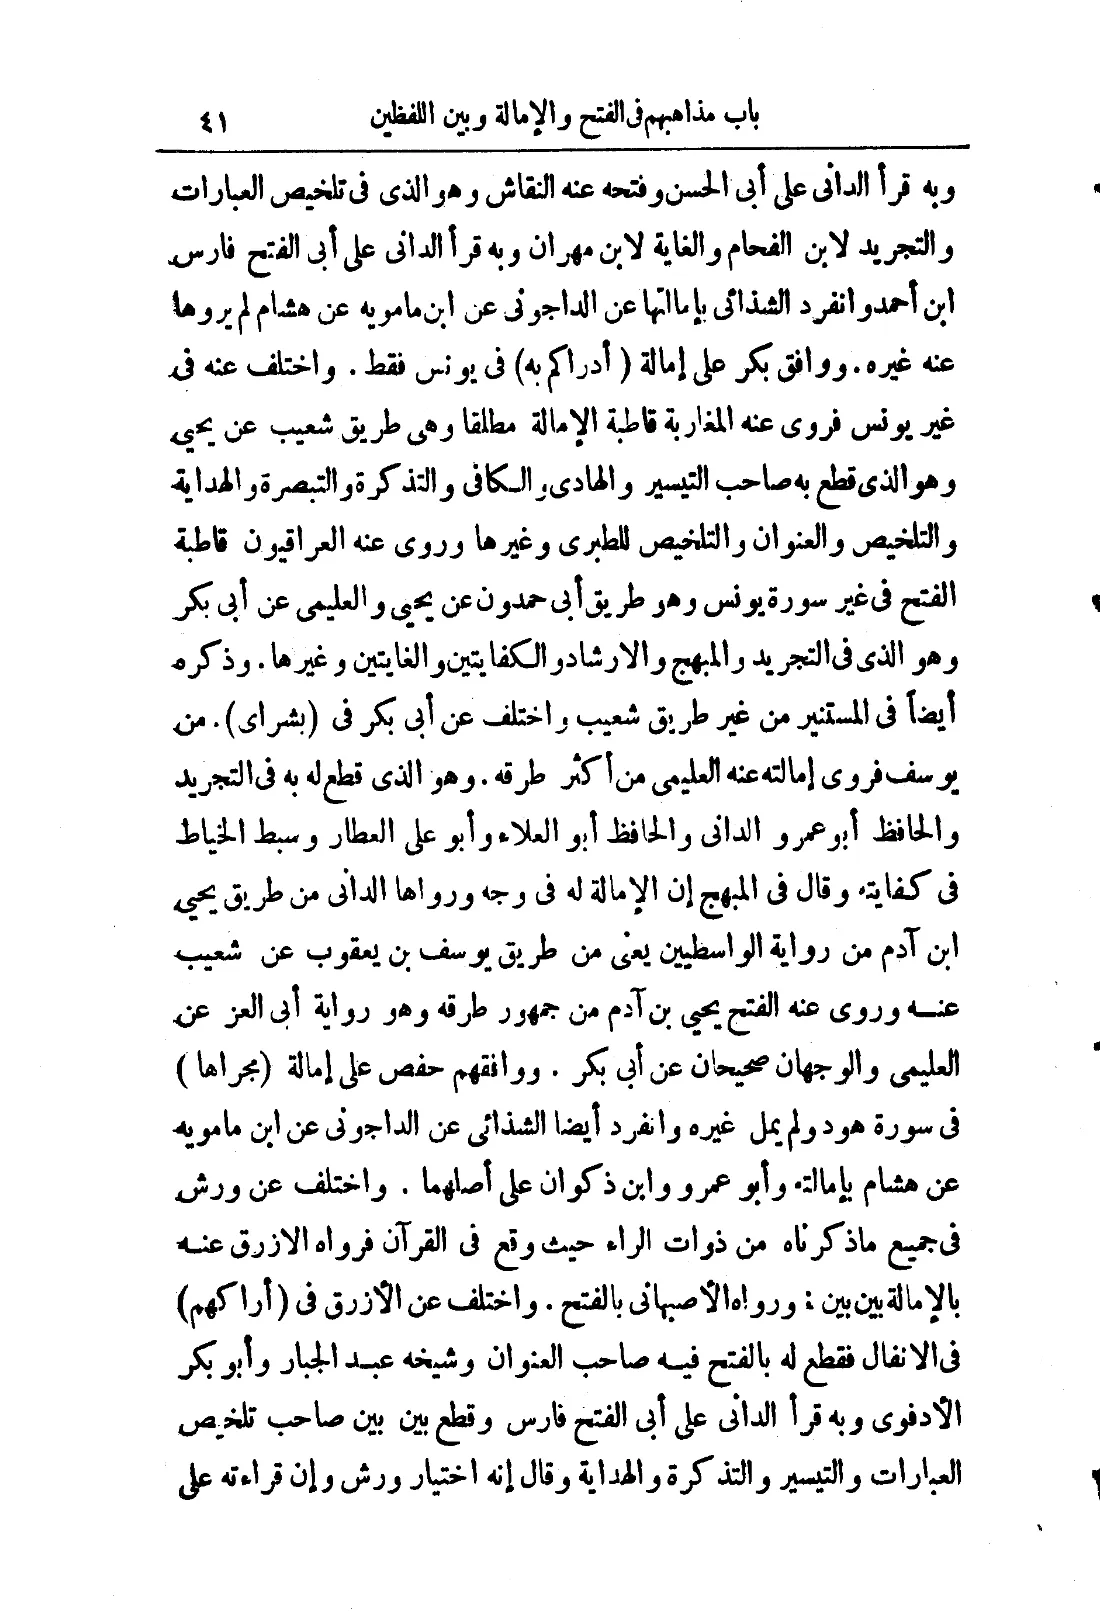 باب مذاهبهم فى الفتح والإمالة وبين اللفظين ٤١
وبه قرأ الدانى على أبى الحسن وفتحه عنه النقاش وهو الذى فى تلخيص العبارات
والتجريد لابن الفحام والغاية لابن مهران وبه قرأ الدانى على أبى الفتح فارس
ابن أحمد وانفرد الشذائى بإمالتها عن الداجونى عن ابن مامويه عن هشام لم يروها
عنه غيره. ووافق بكر على إمالة (أدراكم به) فى يونس فقط. واختلف عنه فى
غير يونس فروى عنه المغاربة قاطبة الإمالة مطلقا وهى طريق شعيب عن يحيى
وهو الذى قطع به صاحب التيسير والهادى والكافى والتذكرة والتبصرة والهداية
والتلخيص والعنوان والتلخيص للطبرى وغيرها وروى عنه العراقيون قاطبة
الفتح فى غير سورة يونس وهو طريق أبى حمدون عن يحيى والعليمى عن أبى بكر
وهو الذى فى التجريد والمبهج والارشاد والكفايتين والغايتين وغيرها. وذكره
أيضاً فى المستنير من غير طريق شعيب واختلف عن أبى بكر فى (بشراى). من
يوسف فروى إمالته عنه العليمى من أكثر طرقه. وهو الذى قطع له به فى التجريد
والحافظ أبو عمرو الدانى والحافظ أبو العلاء وأبو على العطار وسبط الخياط
فى كفايته وقال فى المبهج إن الإمالة له فى وجه ورواها الدانى من طريق يحيى
ابن آدم من رواية الواسطيين يعنى من طريق يوسف بن يعقوب عن شعيب
عنه وروى عنه الفتح يحيى بن آدم من جمهور طرقه وهو رواية أبى العز عن
العليمى والوجهان صحيحان عن أبى بكر . ووافقهم حفص على إمالة (مجراها)
فى سورة هود ولم يمل غيره وانفرد أيضا الشذائى عن الداجونى عن ابن مامويه
عن هشام بإمالته وأبو عمرو وابن ذكوان على أصلهما . واختلف عن ورش
فى جميع ماذكرناه من ذوات الراء حيث وقع فى القرآن فرواه الازرق عنه
بالإمالة بين بين : ورواه الأصبهانى بالفتح. واختلف عن الأزرق فى (أراكهم)
فى الانفال فقطع له بالفتح فيه صاحب العنوان وشيخه عبد الجبار وأبو بكر
الأدفوى وبه قرأ الدانى على أبى الفتح فارس وقطع بين بين صاحب تلخيص
العبارات والتيسير والتذكرة والهداية وقال إنه اختيار ورش وإن قراءته على